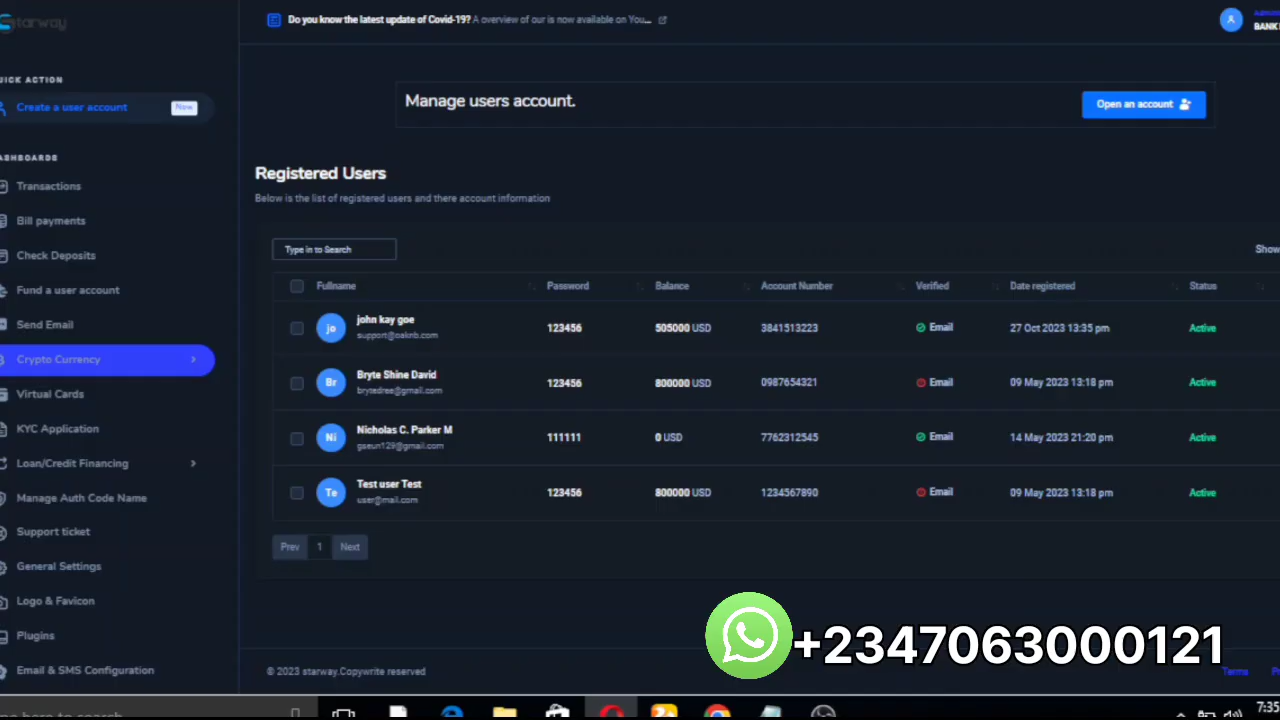 starway
Do you know the latest update of Covid-19? A overview of our is now available on You...
BANK
UICK ACTION
Create a user account
New
Manage users account.
Open an account
ASHBOARDS
Transactions
Bill payments
Check Deposits
Fund a user account
Send Email
Crypto Currency
Virtual Cards
KYC Application
Loan/Credit Financing
Manage Auth Code Name
Support ticket
General Settings
Logo & Favicon
Plugins
Email & SMS Configuration
Registered Users
Below is the list of registered users and there account information
Type in to Search
Show
Fullname Password Balance Account Number Verified Date registered Status
jo john kay goe 123456 505000 USD 3841513223 Email 27 Oct 2023 13:35 pm Active
support@oaknb.com
Br Bryte Shine David 123456 800000 USD 0987654321 Email 09 May 2023 13:18 pm Active
brytedree@gmail.com
Ni Nicholas C. Parker M 111111 0 USD 7762312545 Email 14 May 2023 21:20 pm Active
gseun129@gmail.com
Te Test user Test 123456 800000 USD 1234567890 Email 09 May 2023 13:18 pm Active
user@mail.com
Prev 1 Next
+2347063000121
© 2023 starway.Copywrite reserved
Terms
7:35